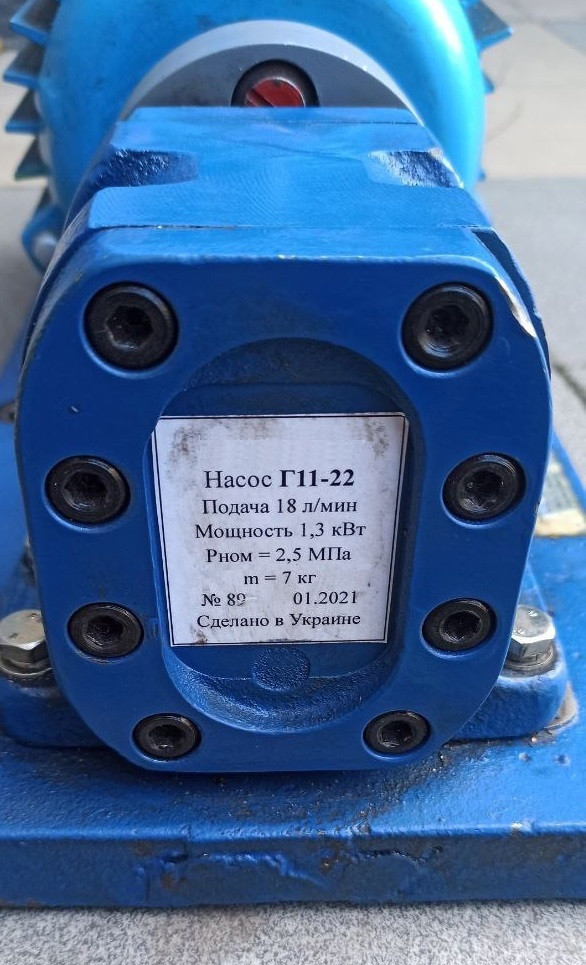 Насос Г11-22
Подача 18 л/мин
Мощность 1,3 кВт
Рном = 2,5 МПа
m = 7 кг
№ 89 01.2021
Сделано в Украине